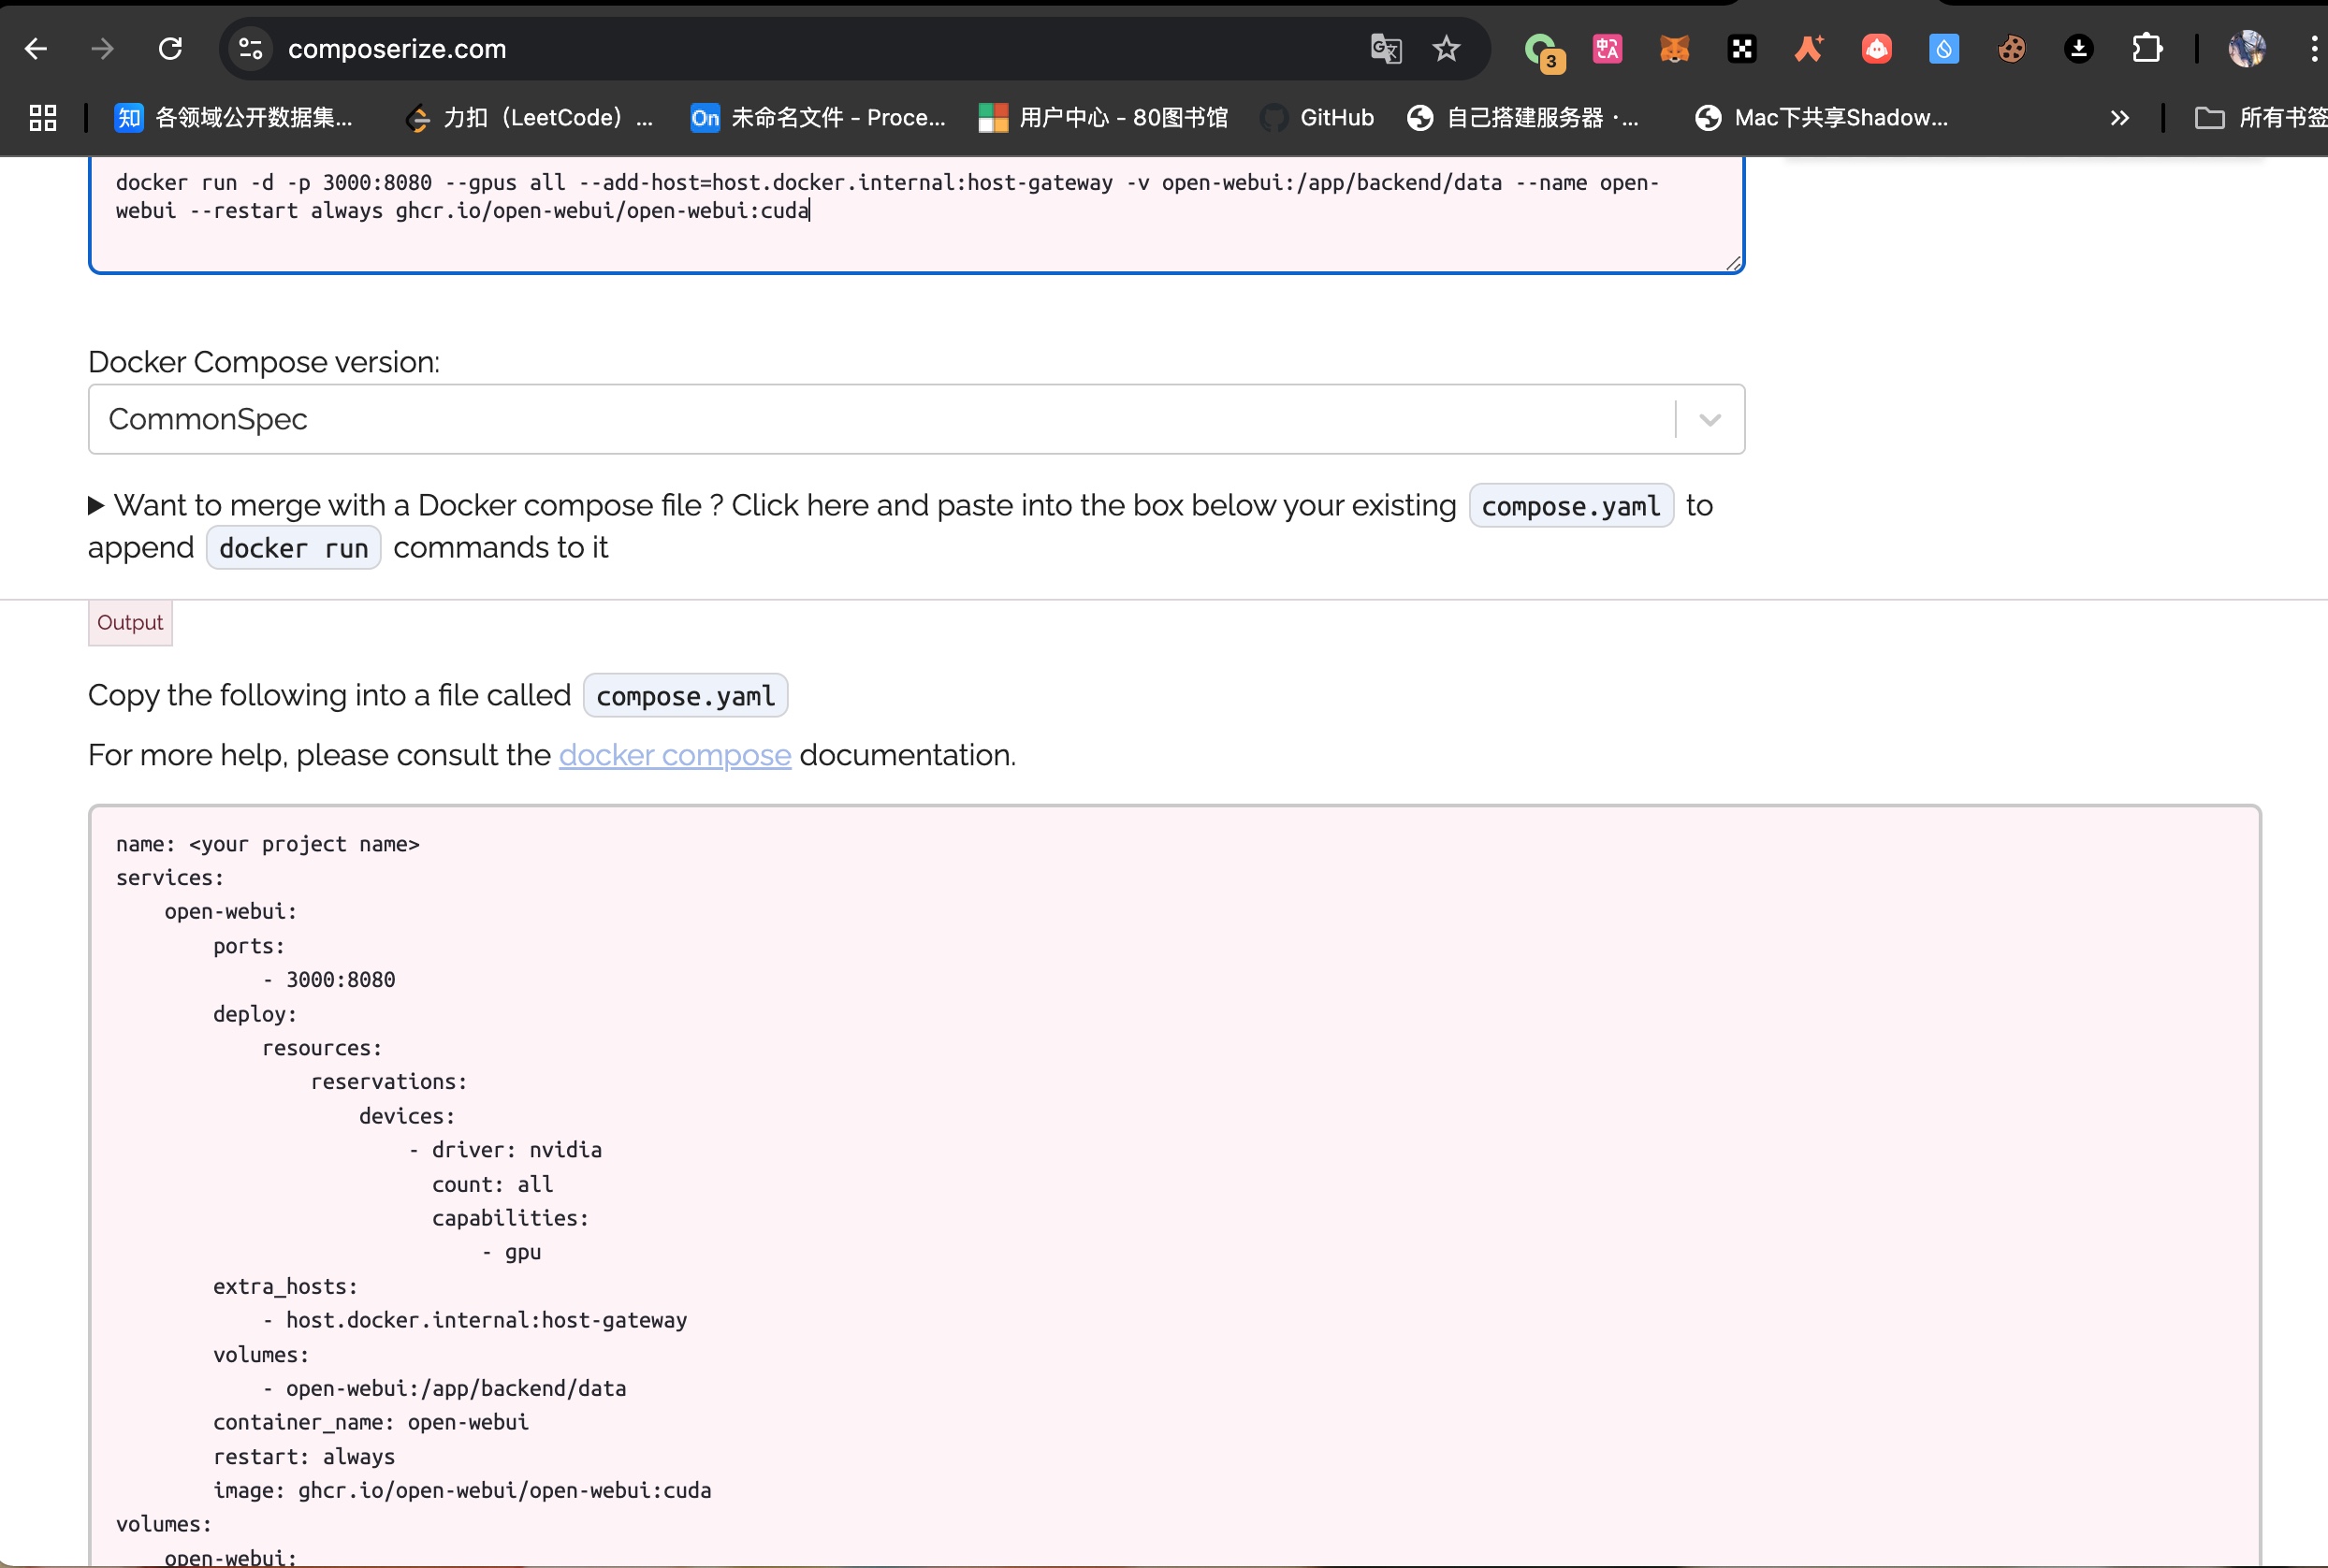 composerize.com
3
知 各领域公开数据集... 力扣（LeetCode）... On 未命名文件 - Proce... 用户中心 - 80图书馆 GitHub 自己搭建服务器 ·... Mac下共享Shadow... 所有书签
docker run -d -p 3000:8080 --gpus all --add-host=host.docker.internal:host-gateway -v open-webui:/app/backend/data --name open-
webui --restart always ghcr.io/open-webui/open-webui:cuda
Docker Compose version:
CommonSpec
▶ Want to merge with a Docker compose file ? Click here and paste into the box below your existing compose.yaml to
append docker run commands to it
Output
Copy the following into a file called compose.yaml
For more help, please consult the docker compose documentation.
name: <your project name>
services:
    open-webui:
        ports:
            - 3000:8080
        deploy:
            resources:
                reservations:
                    devices:
                        - driver: nvidia
                          count: all
                          capabilities:
                              - gpu
        extra_hosts:
            - host.docker.internal:host-gateway
        volumes:
            - open-webui:/app/backend/data
        container_name: open-webui
        restart: always
        image: ghcr.io/open-webui/open-webui:cuda
volumes:
    open-webui: